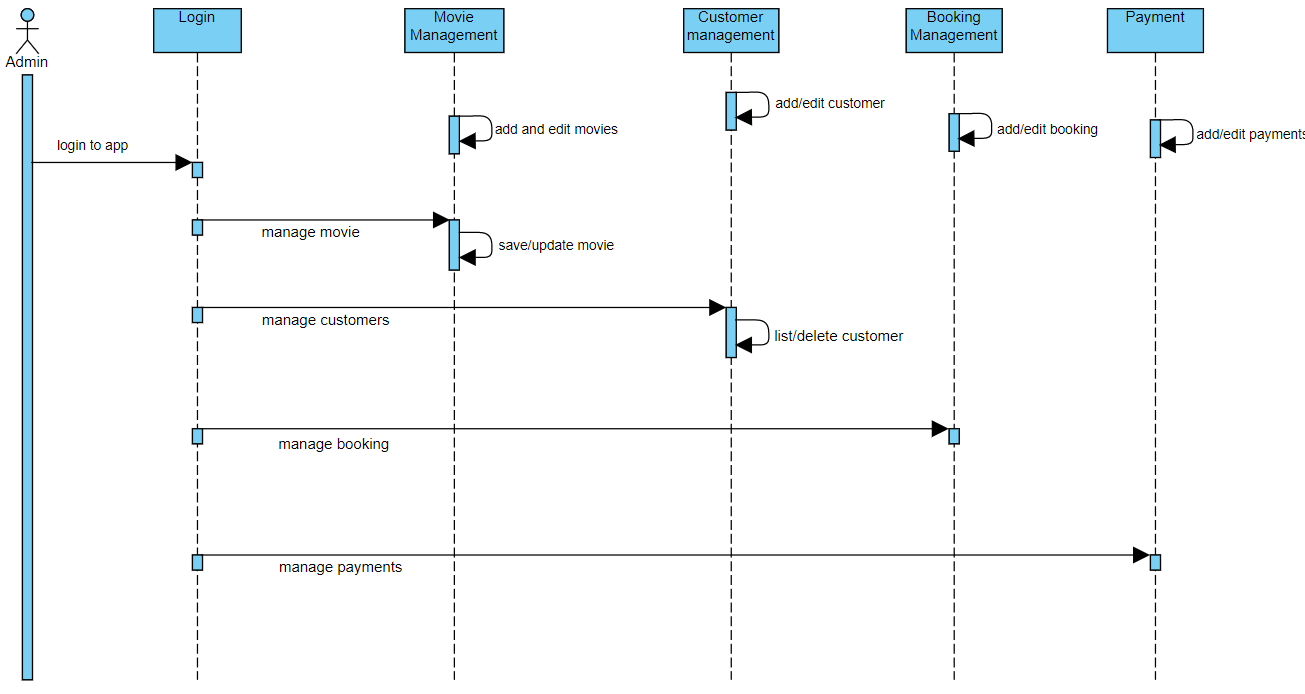 Login
Movie
Management
Customer
management
Booking
Management
Payment
Admin
add/edit customer
add and edit movies
add/edit booking
add/edit payments
login to app
manage movie
save/update movie
manage customers
list/delete customer
manage booking
manage payments